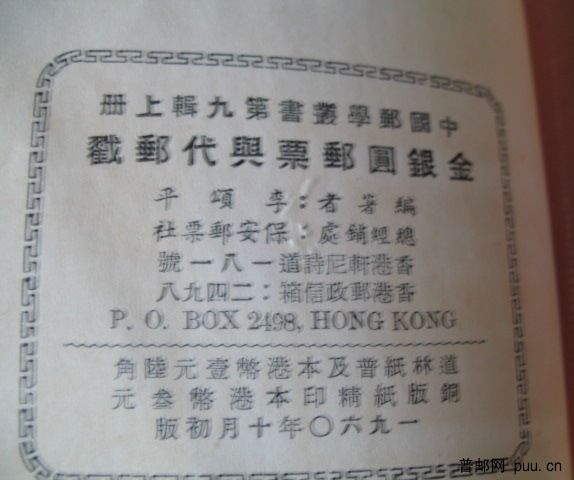 中國郵學叢書第九輯上册
金銀圓郵票與代郵戳
編著者:李頌平
總經銷處:保安郵票社
香港軒尼詩道一八一號
香港郵政信箱:二四九八
P. O. BOX 2498, HONG KONG
道林紙普及本港幣壹元陸角
銅版紙精印本港幣叁元
一九六〇年十月初版
普邮网 puu.cn